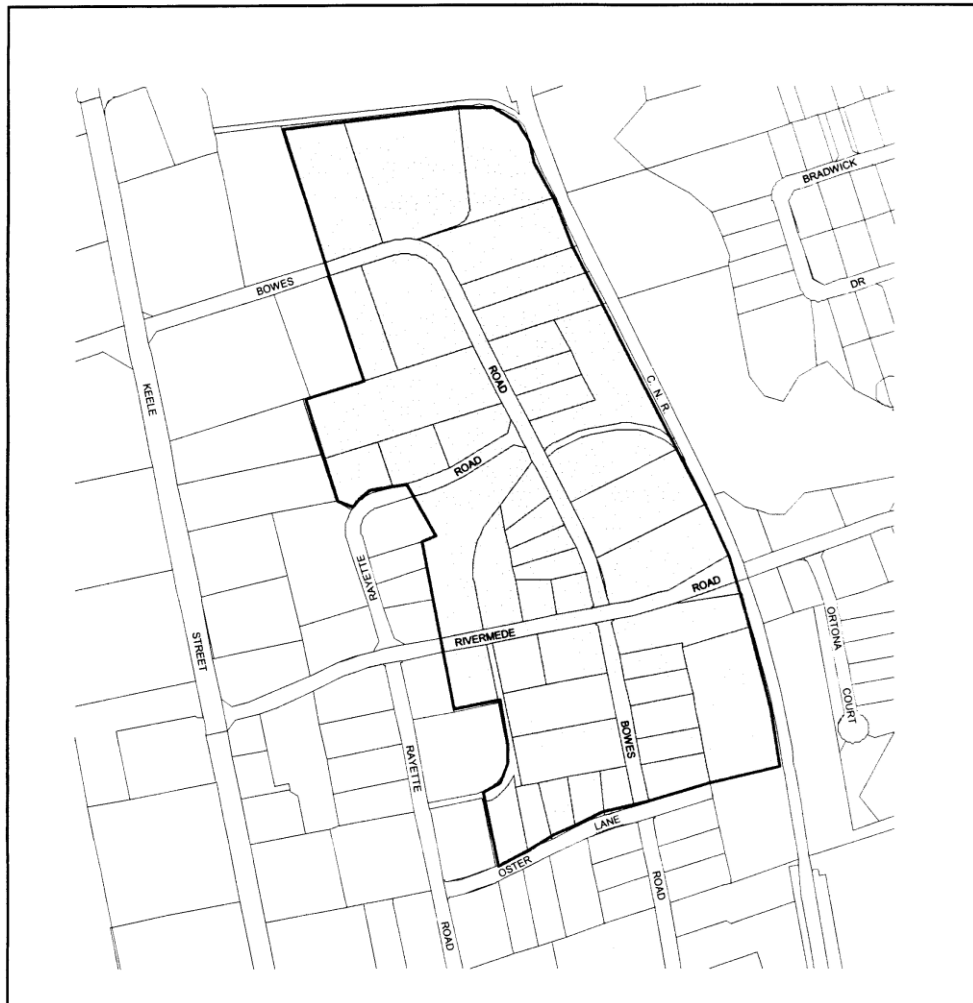 BRADWICK
DR
BOWES
ROAD
KEELE
C. N. R.
ROAD
RAYETTE
ROAD
RIVERMEDE
STREET
ORTONA
COURT
BOWES
RAYETTE
LANE
OSTER
ROAD
ROAD